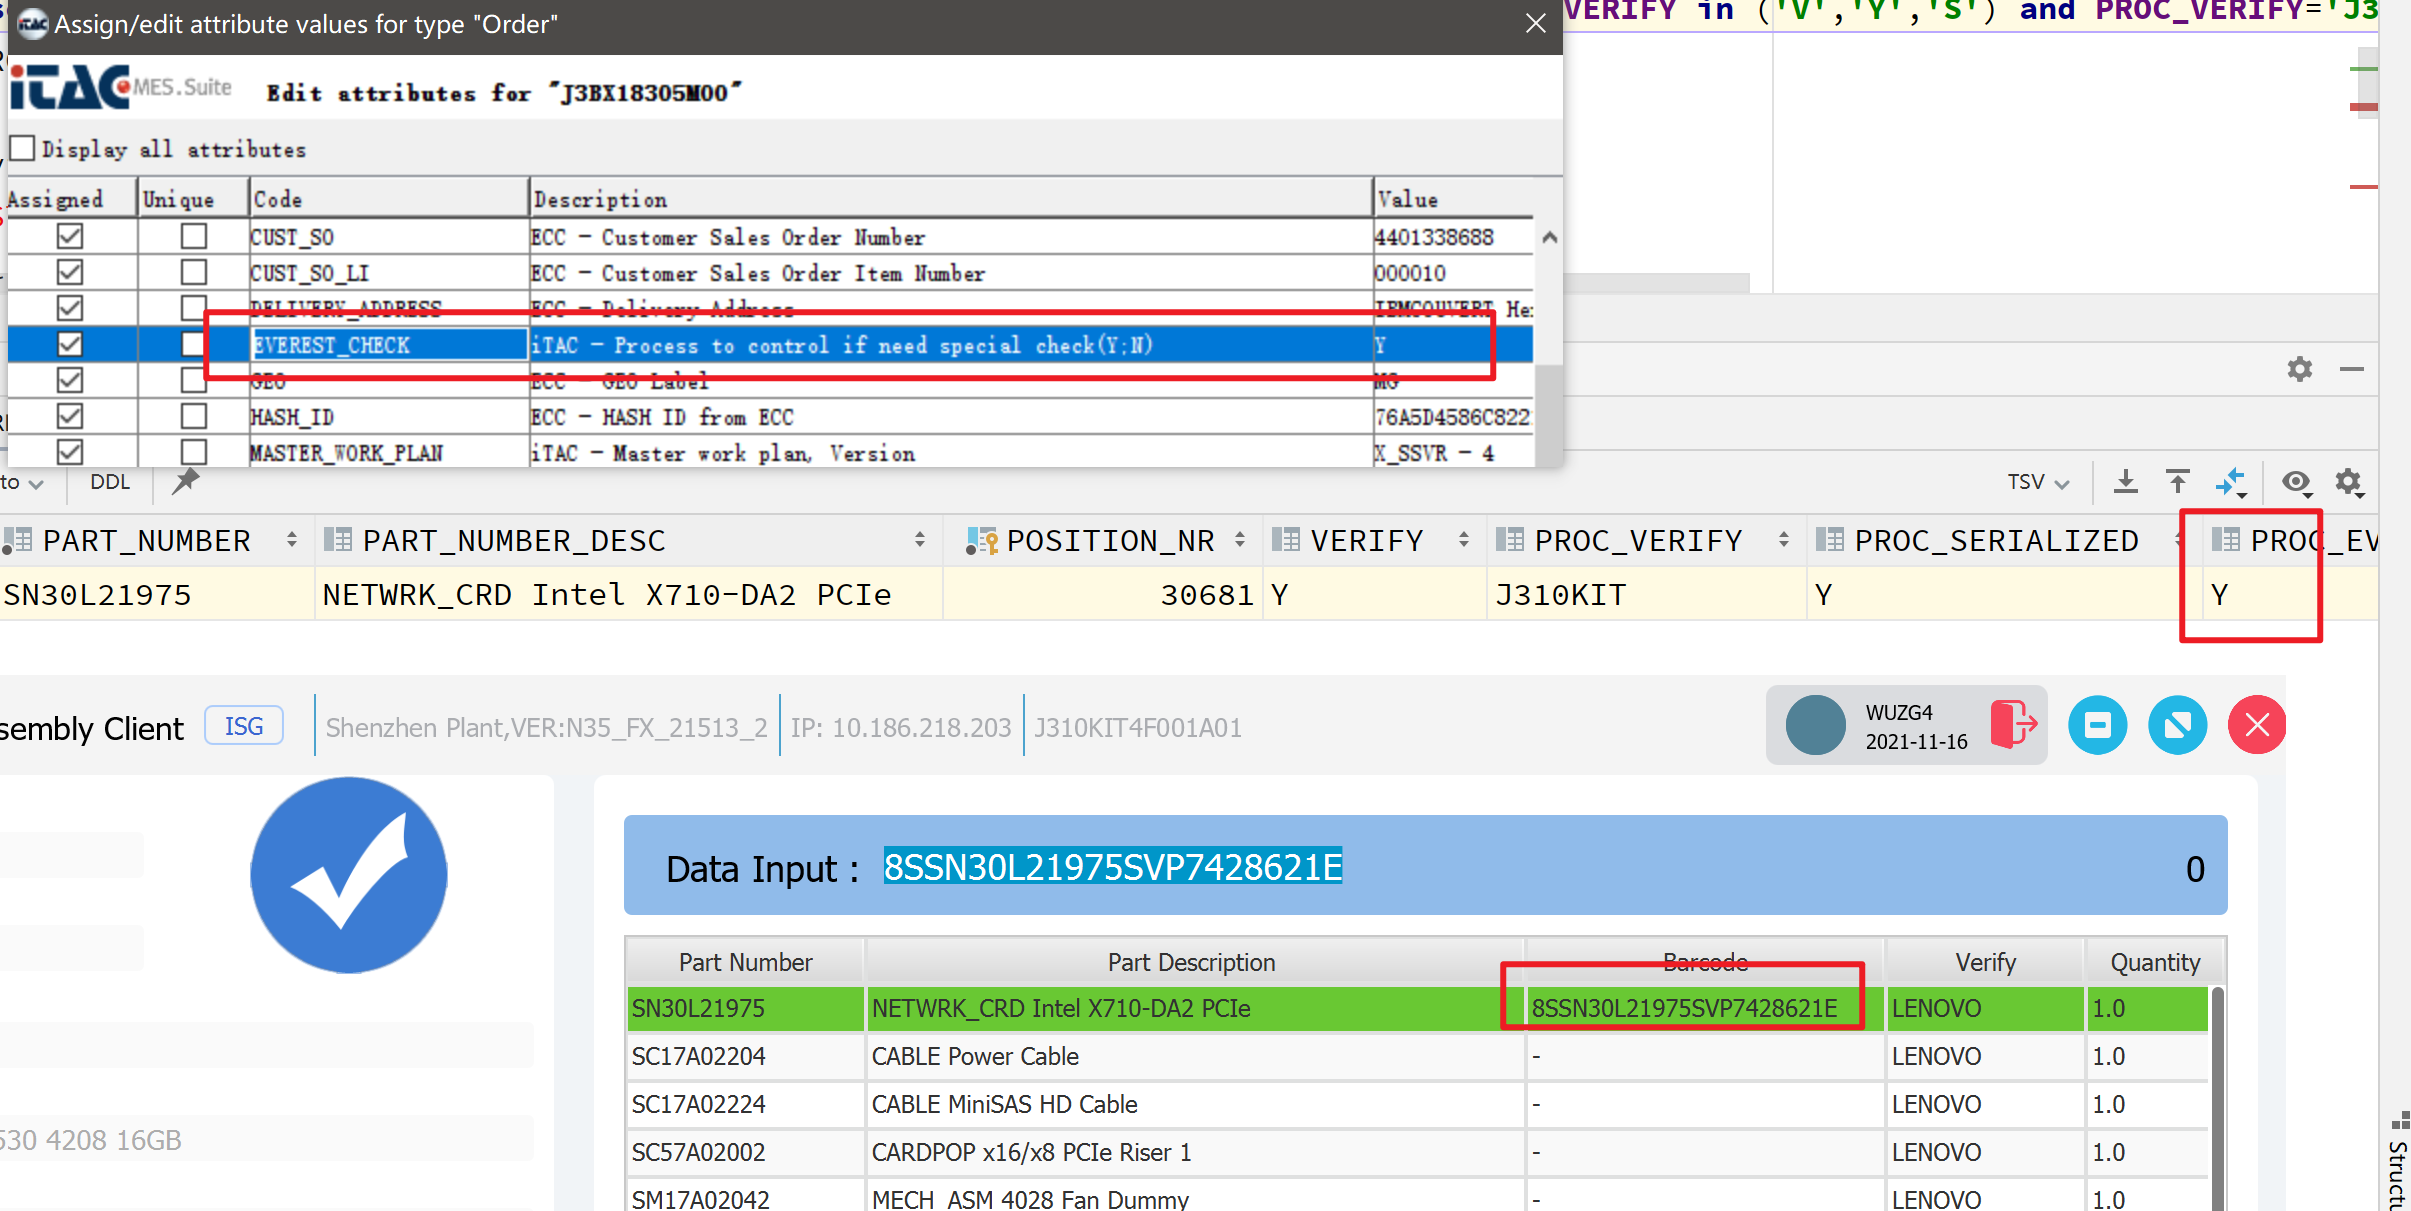 VERIFY in ('V','Y','S') and PROC_VERIFY='J3
iTAC Assign/edit attribute values for type "Order"
iTAC MES.Suite Edit attributes for "J3BX18305M00"
Display all attributes
Assigned Unique Code Description Value
CUST_SO ECC - Customer Sales Order Number 4401338688
CUST_SO_LI ECC - Customer Sales Order Item Number 000010
DELIVERY_ADDRESS ECC - Delivery Address IBMCOUVERT He
EVEREST_CHECK iTAC - Process to control if need special check(Y;N) Y
GEO ECC - GEO Label MG
HASH_ID ECC - HASH ID from ECC 76A5D4586C822
MASTER_WORK_PLAN iTAC - Master work plan, Version X_SSVR - 4
to DDL TSV
PART_NUMBER PART_NUMBER_DESC POSITION_NR VERIFY PROC_VERIFY PROC_SERIALIZED PROC_EV
SN30L21975 NETWRK_CRD Intel X710-DA2 PCIe 30681 Y J310KIT Y Y
sembly Client ISG Shenzhen Plant,VER:N35_FX_21513_2 IP: 10.186.218.203 J310KIT4F001A01
WUZG4
2021-11-16
Data Input : 8SSN30L21975SVP7428621E 0
Part Number Part Description Barcode Verify Quantity
SN30L21975 NETWRK_CRD Intel X710-DA2 PCIe 8SSN30L21975SVP7428621E LENOVO 1.0
SC17A02204 CABLE Power Cable - LENOVO 1.0
SC17A02224 CABLE MiniSAS HD Cable - LENOVO 1.0
SC57A02002 CARDPOP x16/x8 PCIe Riser 1 - LENOVO 1.0
SM17A02042 MECH_ASM 4028 Fan Dummy - LENOVO 1.0
530 4208 16GB
Structu